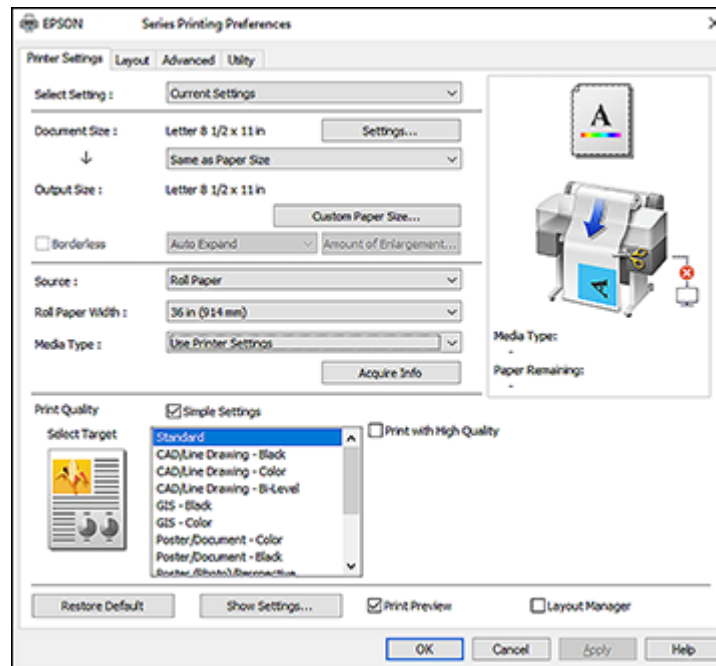 EPSON Series Printing Preferences
Printer Settings Layout Advanced Utility
Select Setting : Current Settings
Document Size : Letter 8 1/2 x 11 in Settings...
Same as Paper Size
Output Size : Letter 8 1/2 x 11 in
Custom Paper Size...
Borderless Auto Expand Amount of Enlargement...
Source : Roll Paper
Roll Paper Width : 36 in (914 mm)
Media Type : Use Printer Settings
Acquire Info
A
A
Media Type:
-
Paper Remaining:
-
Print Quality Simple Settings
Select Target
Standard
CAD/Line Drawing - Black
CAD/Line Drawing - Color
CAD/Line Drawing - Bi-Level
GIS - Black
GIS - Color
Poster/Document - Color
Poster/Document - Black
Poster (Photo)/Perspective
Print with High Quality
Restore Default Show Settings... Print Preview Layout Manager
OK Cancel Apply Help